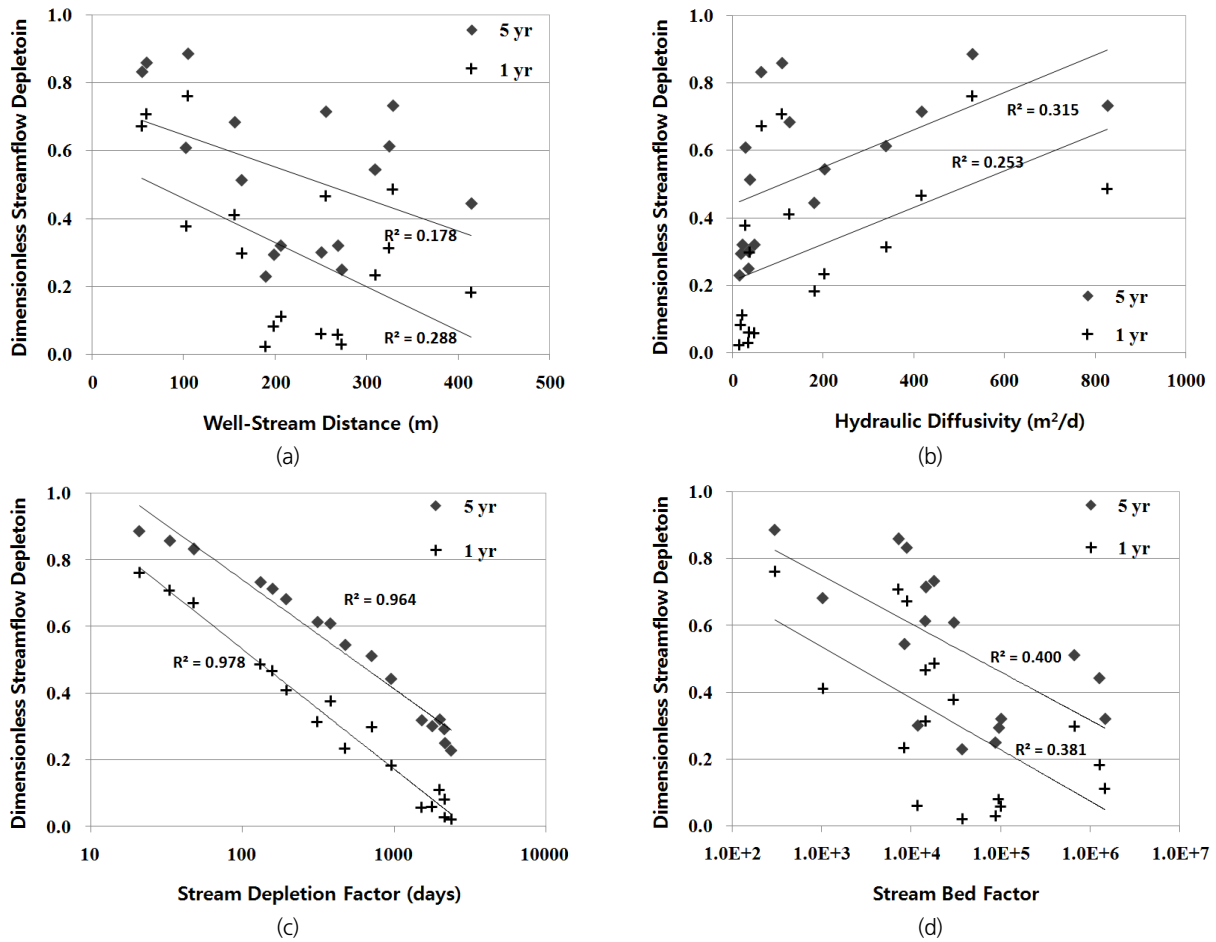 Dimensionless Streamflow Depletoin
1.0
0.8
0.6
0.4
0.2
0.0
5 yr
1 yr
R² = 0.178
R² = 0.288
0
100
200
300
400
500
Well-Stream Distance (m)
(a)
Dimensionless Streamflow Depletoin
1.0
0.8
0.6
0.4
0.2
0.0
R² = 0.315
R² = 0.253
5 yr
1 yr
0
200
400
600
800
1000
Hydraulic Diffusivity (m²/d)
(b)
Dimensionless Streamflow Depletoin
1.0
0.8
0.6
0.4
0.2
0.0
5 yr
1 yr
R² = 0.964
R² = 0.978
10
100
1000
10000
Stream Depletion Factor (days)
(c)
Dimensionless Streamflow Depletoin
1.0
0.8
0.6
0.4
0.2
0.0
5 yr
1 yr
R² = 0.400
R² = 0.381
1.0E+2
1.0E+3
1.0E+4
1.0E+5
1.0E+6
1.0E+7
Stream Bed Factor
(d)